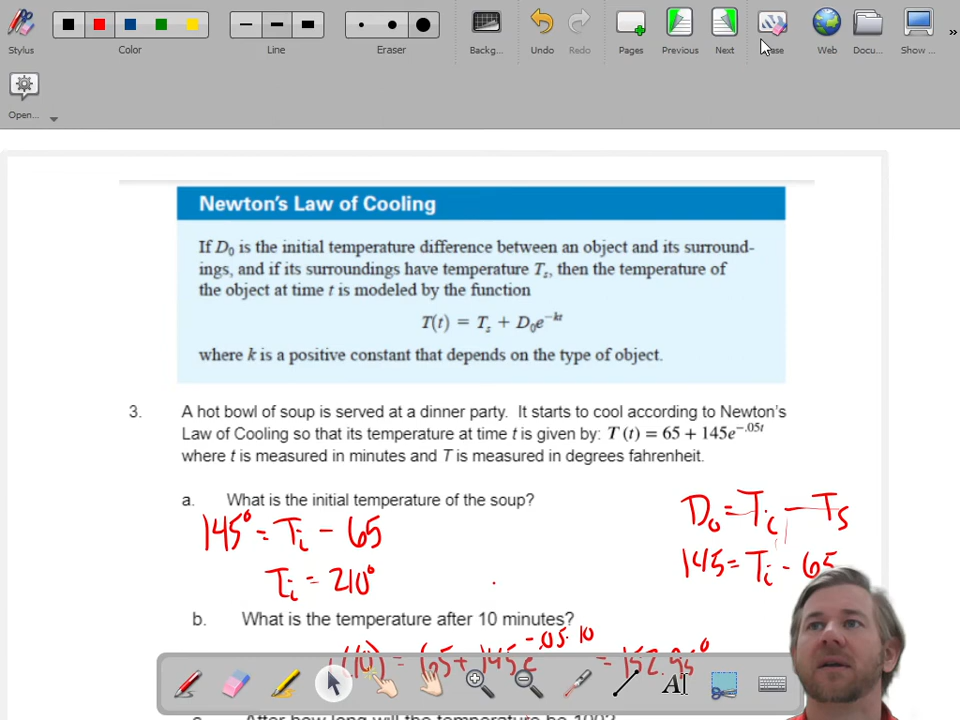 Stylus
Color
Line
Eraser
Backg...
Undo
Redo
Pages
Previous
Next
Web
Docu...
Show ...
»
Open...
Newton's Law of Cooling
If D₀ is the initial temperature difference between an object and its surround-
ings, and if its surroundings have temperature Tₛ, then the temperature of
the object at time t is modeled by the function
T(t) = Tₛ + D₀e^(-kt)
where k is a positive constant that depends on the type of object.
3. A hot bowl of soup is served at a dinner party. It starts to cool according to Newton's
Law of Cooling so that its temperature at time t is given by: T (t) = 65 + 145e^(-.05t)
where t is measured in minutes and T is measured in degrees fahrenheit.
a. What is the initial temperature of the soup?
145° = Tᵢ - 65
Tᵢ = 210°
D₀ = Tᵢ - Tₛ
145 = Tᵢ - 65
b. What is the temperature after 10 minutes?
(10) = 65 + 145e^(-.05·10) = 152.95°